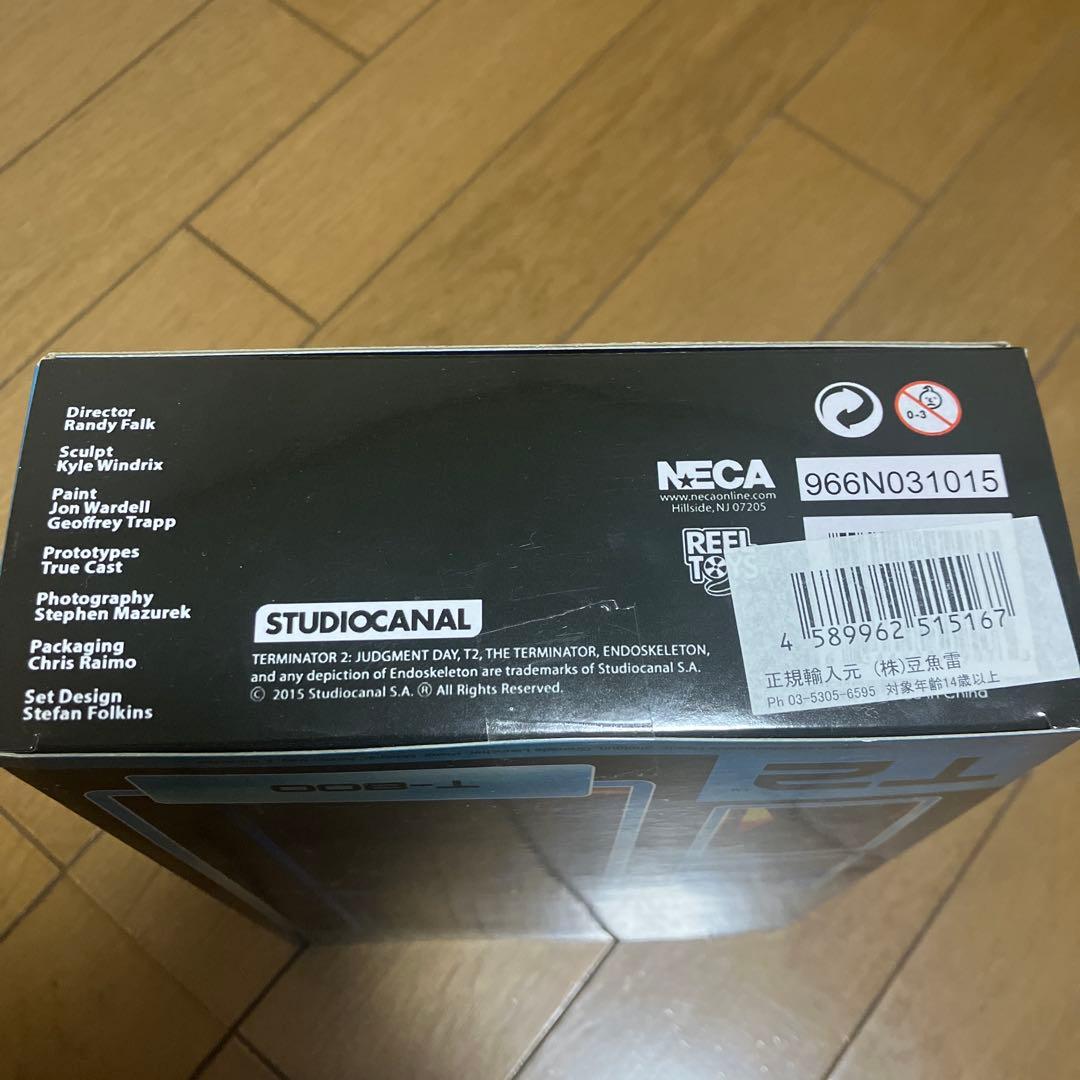 Director
Randy Falk
Sculpt
Kyle Windrix
Paint
Jon Wardell
Geoffrey Trapp
Prototypes
True Cast
Photography
Stephen Mazurek
Packaging
Chris Raimo
Set Design
Stefan Folkins
STUDIOCANAL
TERMINATOR 2: JUDGMENT DAY, T2, THE TERMINATOR, ENDOSKELETON,
and any depiction of Endoskeleton are trademarks of Studiocanal S.A.
© 2015 Studiocanal S.A. ® All Rights Reserved.
0-3
NECA
www.necaonline.com
Hillside, NJ 07205
966N031015
REEL
TOYS
4 589962 515167
正規輸入元 (株)豆魚雷
Ph 03-5305-6595 対象年齢14歳以上
China
T-800
T2